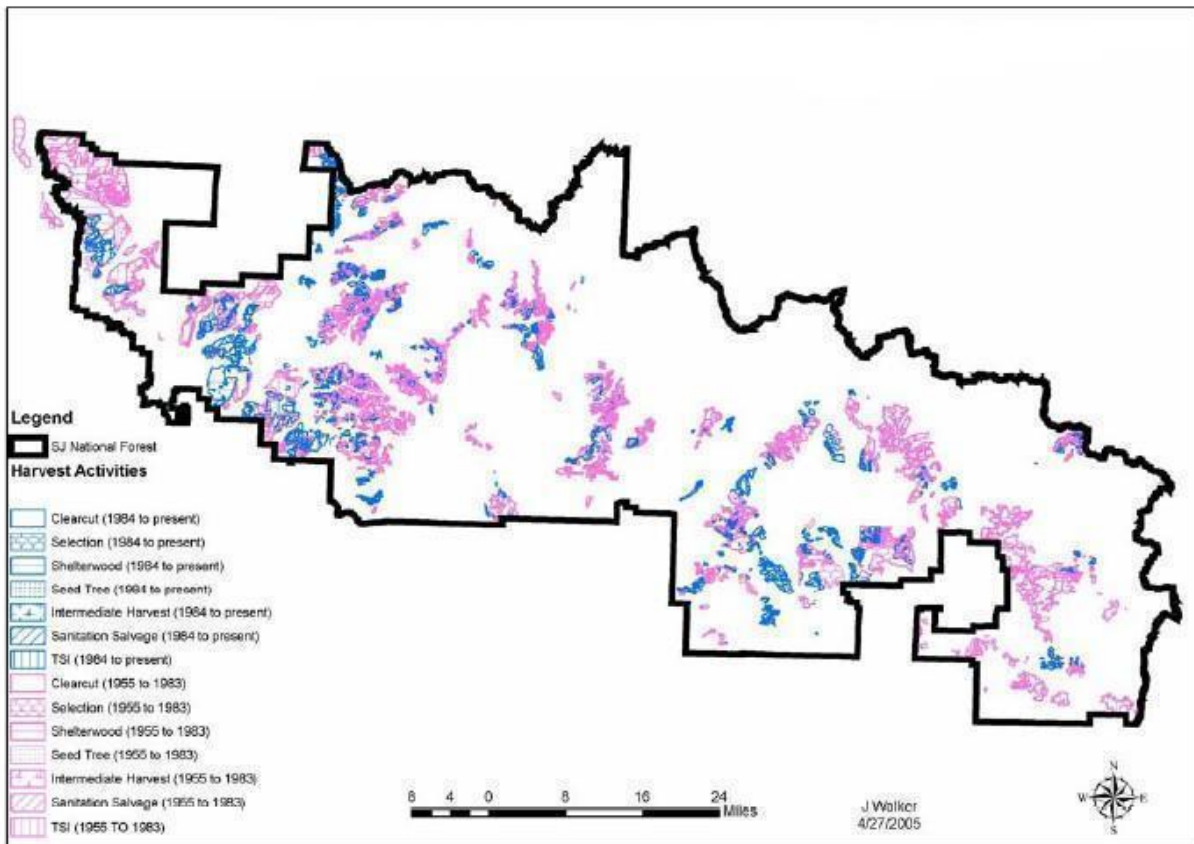 Legend
SJ National Forest
Harvest Activities
Clearcut (1984 to present)
Selection (1984 to present)
Shelterwood (1984 to present)
Seed Tree (1984 to present)
Intermediate Harvest (1984 to present)
Sanitation Salvage (1984 to present)
TSI (1984 to present)
Clearcut (1955 to 1983)
Selection (1955 to 1983)
Shelterwood (1955 to 1983)
Seed Tree (1955 to 1983)
Intermediate Harvest (1955 to 1983)
Sanitation Salvage (1955 to 1983)
TSI (1955 TO 1983)
8 4 0 8 16 24
Miles
J Walker
4/27/2005
N
W E
S